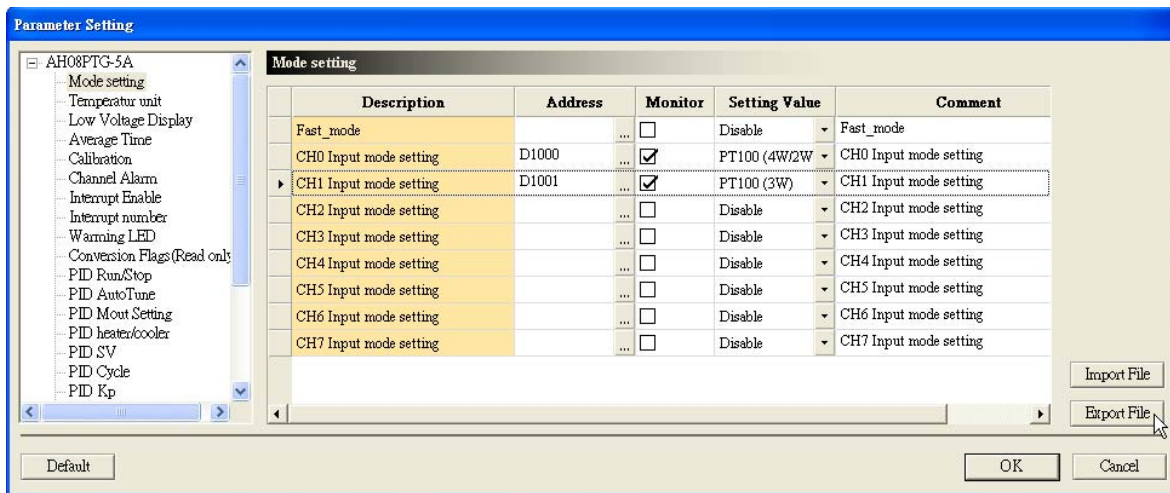 Parameter Setting
AH08PTG-5A
Mode setting
Temperatur unit
Low Voltage Display
Average Time
Calibration
Channel Alarm
Interrupt Enable
Interrupt number
Warming LED
Conversion Flags(Read only
PID Run/Stop
PID AutoTune
PID Mout Setting
PID heater/cooler
PID SV
PID Cycle
PID Kp
Mode setting
Description Address Monitor Setting Value Comment
Fast_mode ... Disable Fast_mode
CH0 Input mode setting D1000 ... PT100 (4W/2W CH0 Input mode setting
CH1 Input mode setting D1001 ... PT100 (3W) CH1 Input mode setting
CH2 Input mode setting ... Disable CH2 Input mode setting
CH3 Input mode setting ... Disable CH3 Input mode setting
CH4 Input mode setting ... Disable CH4 Input mode setting
CH5 Input mode setting ... Disable CH5 Input mode setting
CH6 Input mode setting ... Disable CH6 Input mode setting
CH7 Input mode setting ... Disable CH7 Input mode setting
Import File
Export File
Default OK Cancel